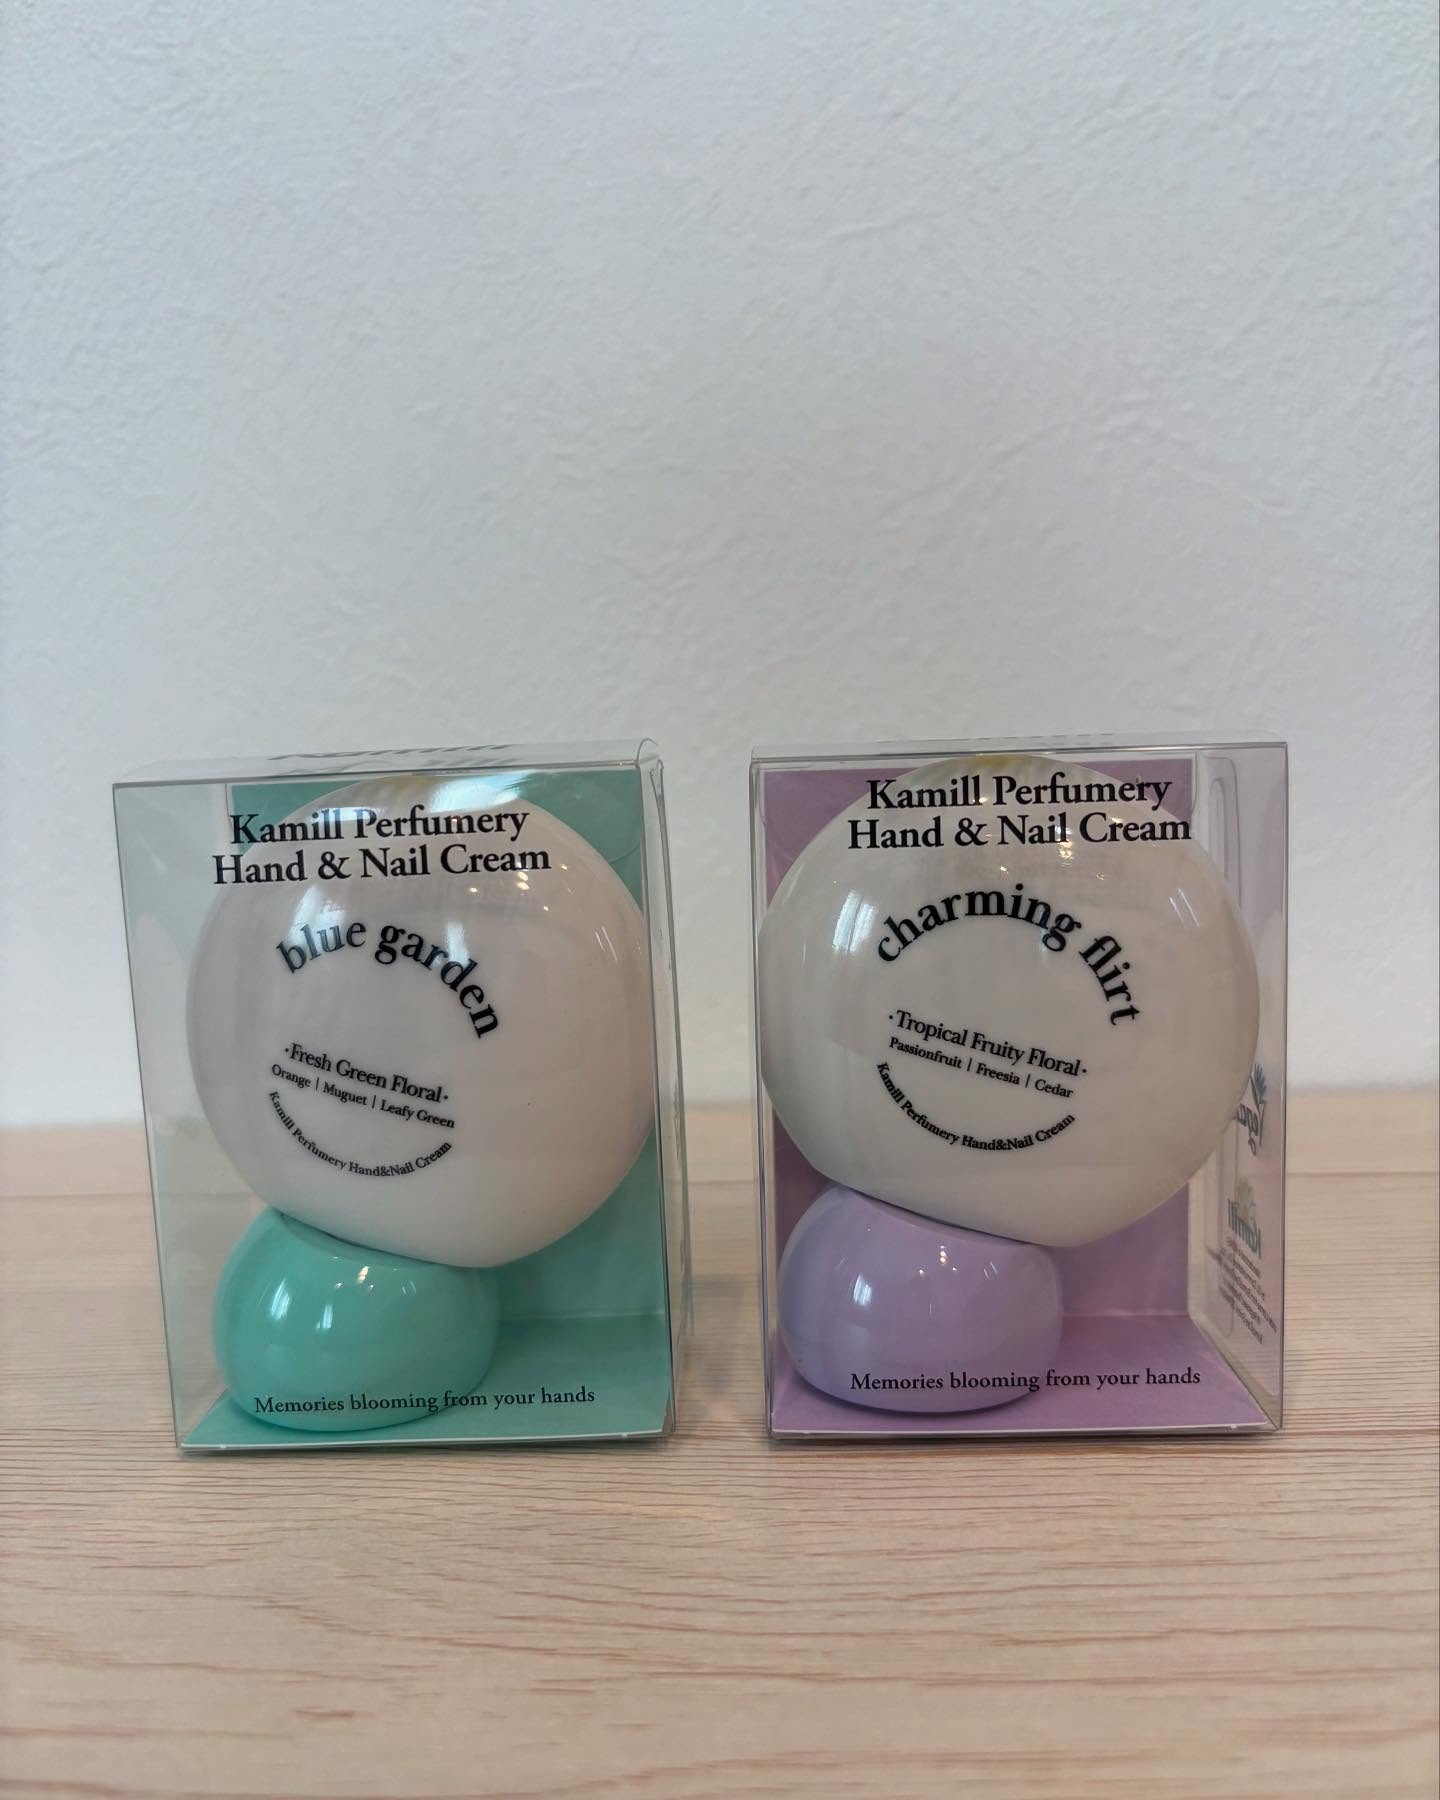 Kamill Perfumery
Hand & Nail Cream
blue garden
·Fresh Green Floral·
Orange | Muguet | Leafy Green
Kamill Perfumery Hand&Nail Cream
Memories blooming from your hands
Kamill Perfumery
Hand & Nail Cream
charming flirt
·Tropical Fruity Floral·
Passionfruit | Freesia | Cedar
Kamill Perfumery Hand&Nail Cream
Memories blooming from your hands
Kamill